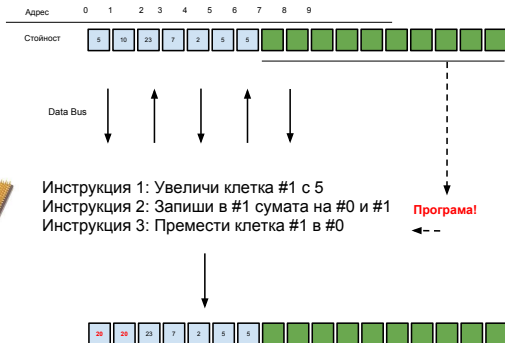 Адрес 0 1 2 3 4 5 6 7 8 9
Стойност 5 10 23 7 2 5 5
Data Bus
Инструкция 1: Увеличи клетка #1 с 5
Инструкция 2: Запиши в #1 сумата на #0 и #1
Програма!
Инструкция 3: Премести клетка #1 в #0
20 20 23 7 2 5 5